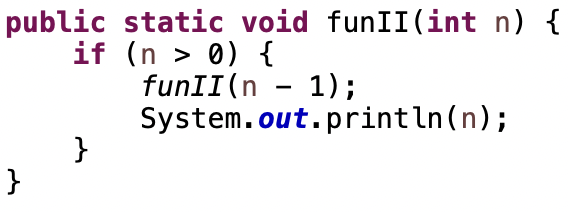 public static void funII(int n) {
    if (n > 0) {
        funII(n - 1);
        System.out.println(n);
    }
}